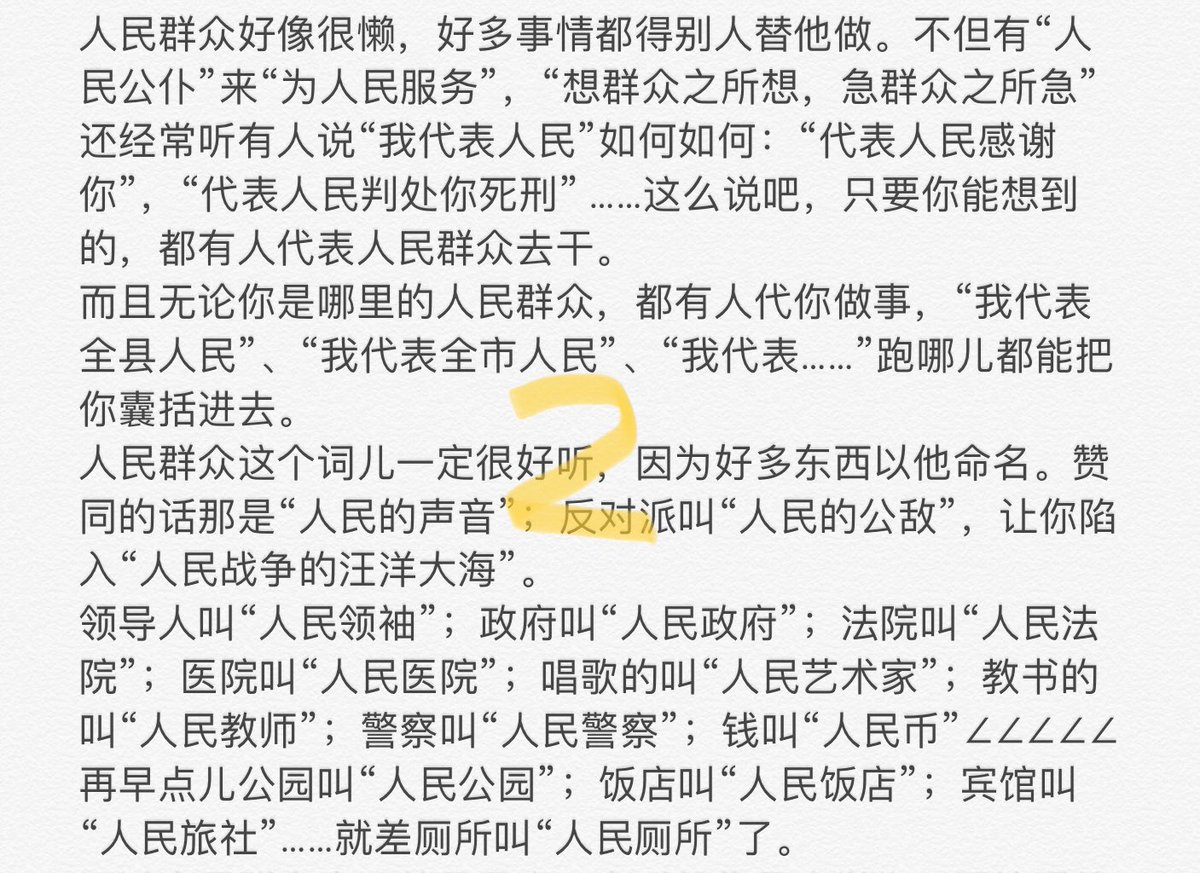 人民群众好像很懒，好多事情都得别人替他做。不但有“人
民公仆”来“为人民服务”，“想群众之所想，急群众之所急”
还经常听有人说“我代表人民”如何如何：“代表人民感谢
你”，“代表人民判处你死刑”……这么说吧，只要你能想到
的，都有人代表人民群众去干。
而且无论你是哪里的人民群众，都有人代你做事，“我代表
全县人民”、“我代表全市人民”、“我代表……”跑哪儿都能把
你囊括进去。
人民群众这个词儿一定很好听，因为好多东西以他命名。赞
同的话那是“人民的声音”；反对派叫“人民的公敌”，让你陷
入“人民战争的汪洋大海”。
领导人叫“人民领袖”；政府叫“人民政府”；法院叫“人民法
院”；医院叫“人民医院”；唱歌的叫“人民艺术家”；教书的
叫“人民教师”；警察叫“人民警察”；钱叫“人民币”∠∠∠∠∠
再早点儿公园叫“人民公园”；饭店叫“人民饭店”；宾馆叫
“人民旅社”……就差厕所叫“人民厕所”了。
2